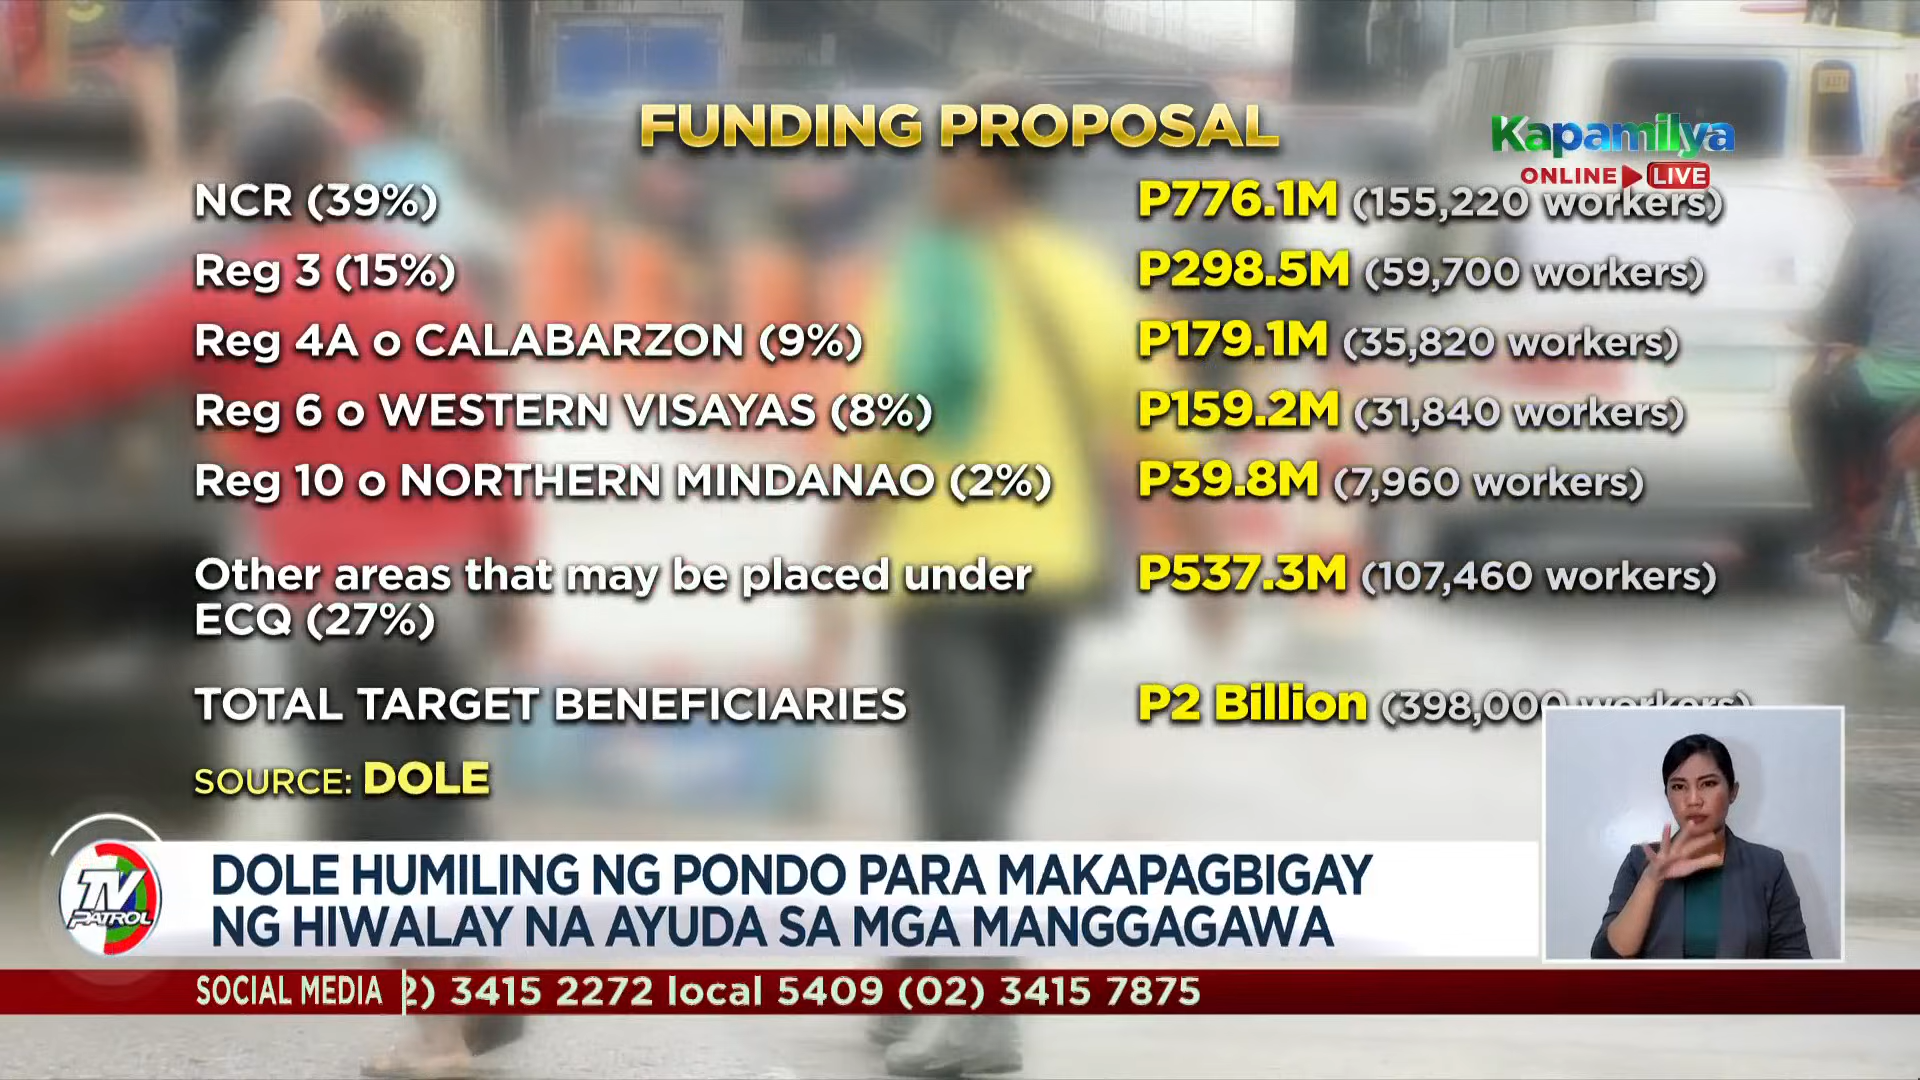 FUNDING PROPOSAL
Kapamilya
ONLINE LIVE
NCR (39%) P776.1M (155,220 workers)
Reg 3 (15%) P298.5M (59,700 workers)
Reg 4A o CALABARZON (9%) P179.1M (35,820 workers)
Reg 6 o WESTERN VISAYAS (8%) P159.2M (31,840 workers)
Reg 10 o NORTHERN MINDANAO (2%) P39.8M (7,960 workers)
Other areas that may be placed under P537.3M (107,460 workers)
ECQ (27%)
TOTAL TARGET BENEFICIARIES P2 Billion (398,000 workers)
SOURCE: DOLE
TV PATROL
DOLE HUMILING NG PONDO PARA MAKAPAGBIGAY
NG HIWALAY NA AYUDA SA MGA MANGGAGAWA
SOCIAL MEDIA 2) 3415 2272 local 5409 (02) 3415 7875